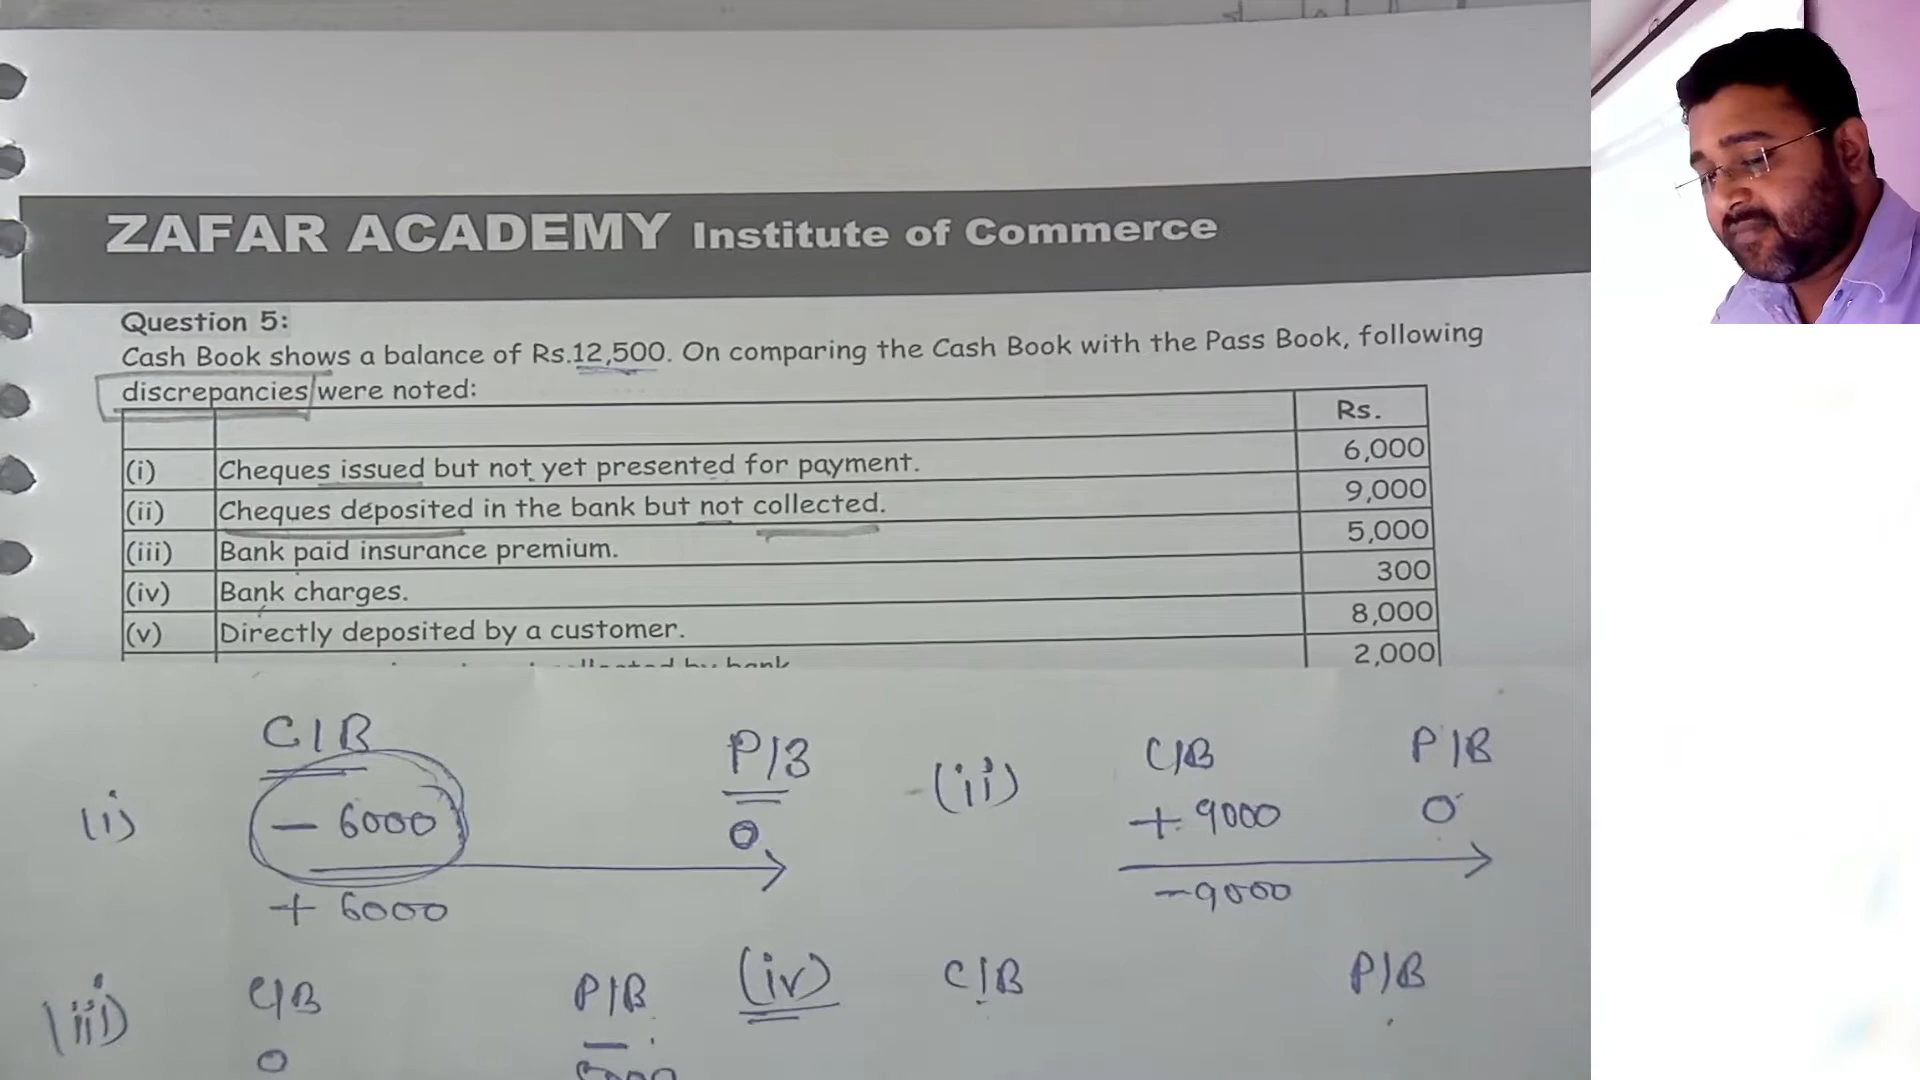 ZAFAR ACADEMY Institute of Commerce
Question 5:
Cash Book shows a balance of Rs.12,500. On comparing the Cash Book with the Pass Book, following
discrepancies were noted:
Rs.
(i) Cheques issued but not yet presented for payment. 6,000
(ii) Cheques deposited in the bank but not collected. 9,000
(iii) Bank paid insurance premium. 5,000
(iv) Bank charges. 300
(v) Directly deposited by a customer. 8,000
collected by bank 2,000
C/B P/B
(i) - 6000 0
+ 6000
C/B P/B
(ii) + 9000 0
-9000
(iii) C/B P/B
0 - 5000
(iv) C/B P/B